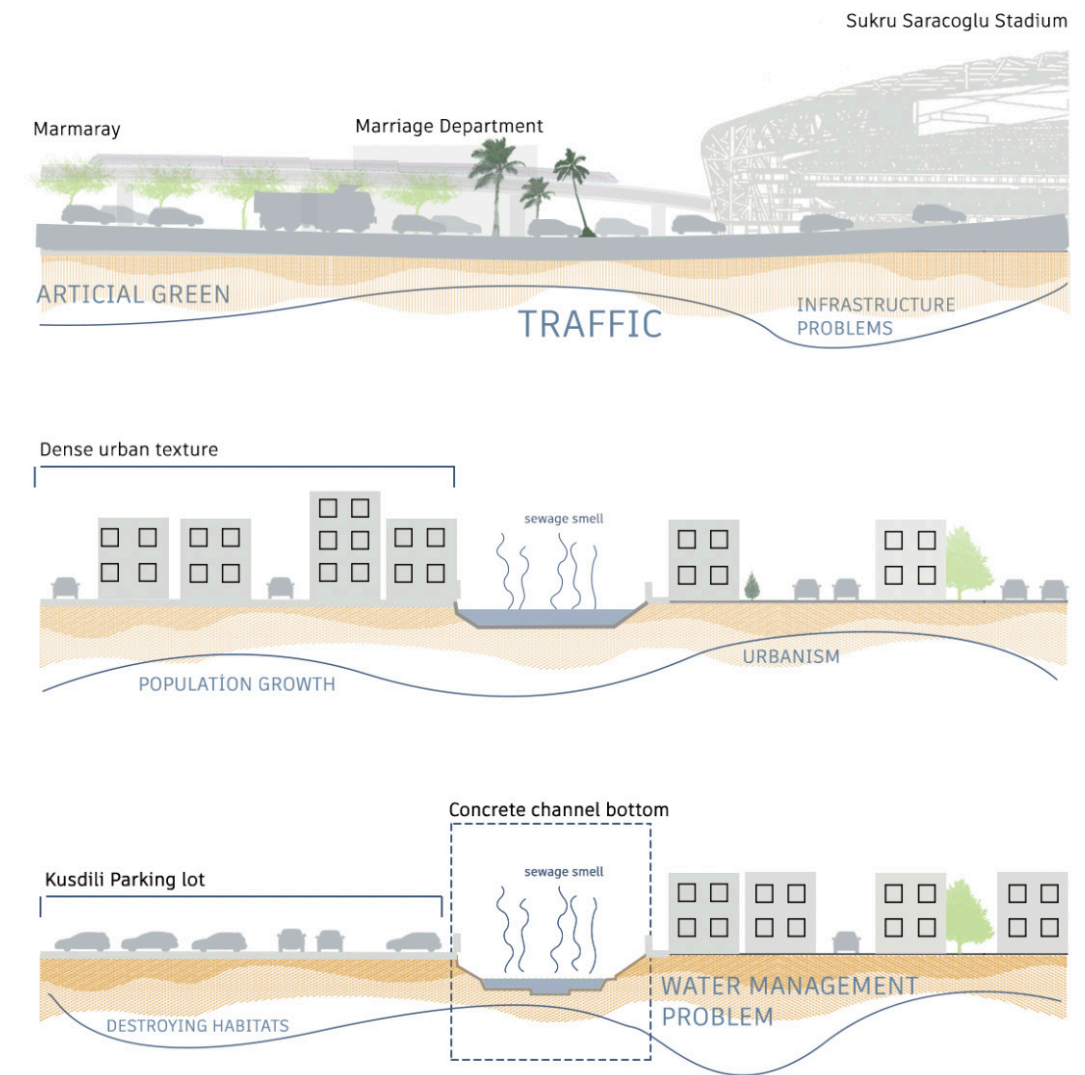 Sukru Saracoglu Stadium
Marmaray
Marriage Department
ARTICIAL GREEN
TRAFFIC
INFRASTRUCTURE
PROBLEMS
Dense urban texture
sewage smell
URBANISM
POPULATİON GROWTH
Concrete channel bottom
Kusdili Parking lot
sewage smell
WATER MANAGEMENT
PROBLEM
DESTROYING HABITATS